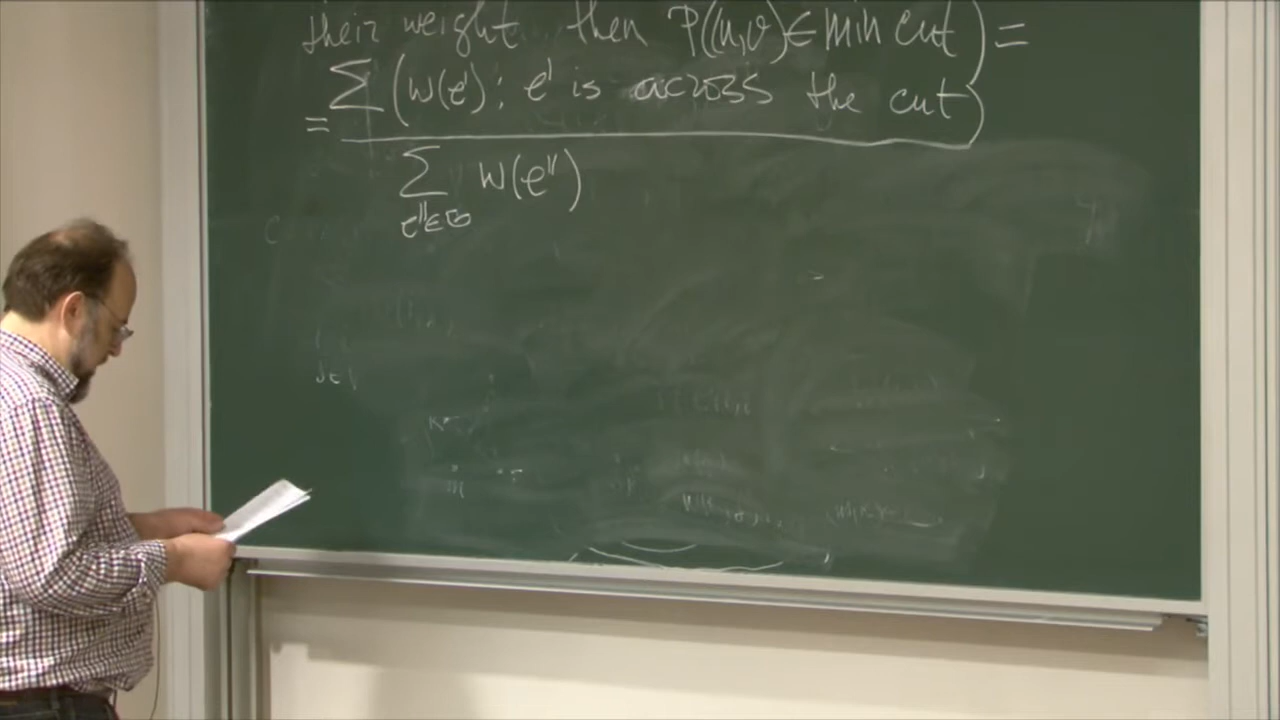 their weight then P((u,v)∈ min cut) =
= ∑ (w(e'): e' is across the cut)
∑ w(e'')
e''∈G